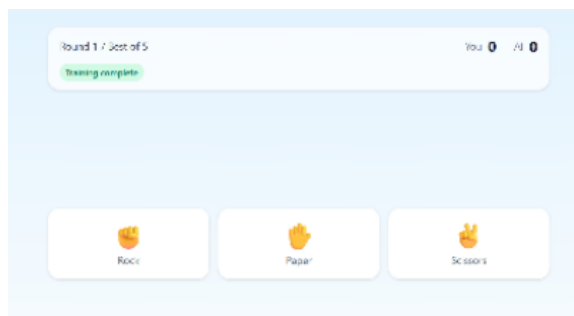 Round 1 / Best of 5
You 0 AI 0
Training complete
Rock
Paper
Scissors